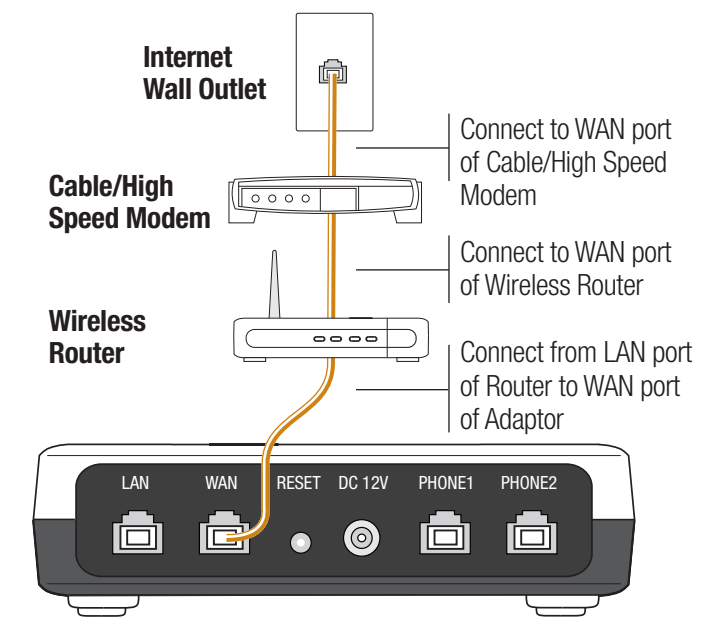 Internet
Wall Outlet
Connect to WAN port
of Cable/High Speed
Modem
Cable/High
Speed Modem
Connect to WAN port
of Wireless Router
Wireless
Router
Connect from LAN port
of Router to WAN port
of Adaptor
LAN WAN RESET DC 12V PHONE1 PHONE2